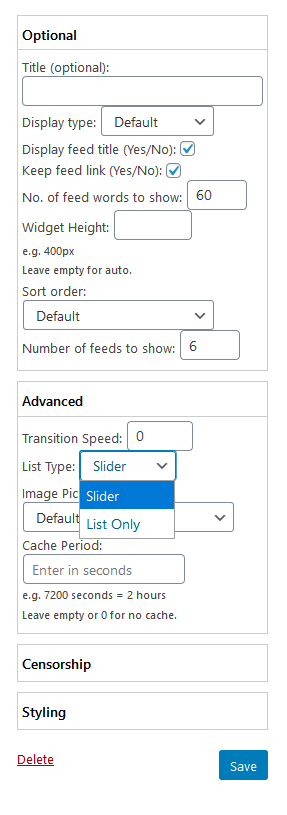 Optional
Title (optional):
Display type: Default
Display feed title (Yes/No):
Keep feed link (Yes/No):
No. of feed words to show: 60
Widget Height:
e.g. 400px
Leave empty for auto.
Sort order:
Default
Number of feeds to show: 6
Advanced
Transition Speed: 0
List Type: Slider
Slider
List Only
Image Pic
Default
Cache Period:
Enter in seconds
e.g. 7200 seconds = 2 hours
Leave empty or 0 for no cache.
Censorship
Styling
Delete
Save